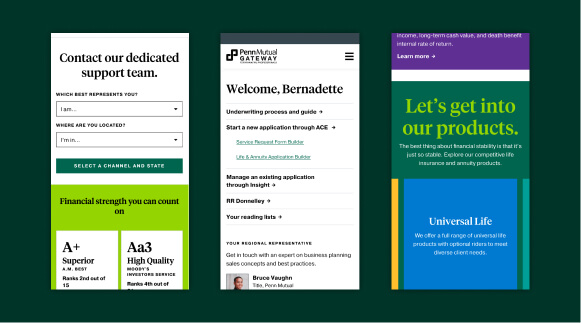 Contact our dedicated
support team.
WHICH BEST REPRESENTS YOU?
I am...
WHERE ARE YOU LOCATED?
I'm in...
SELECT A CHANNEL AND STATE
Financial strength you can count
on
A+
Superior
A.M. BEST
Ranks 2nd out of
15
Aa3
High Quality
MOODY'S
INVESTORS SERVICE
Ranks 4th out of
PennMutual
GATEWAY
Welcome, Bernadette
Underwriting process and guide →
Start a new application through ACE →
Service Request Form Builder
Life & Annuity Application Builder
Manage an existing application
through Insight →
RR Donnelley →
Your reading lists →
YOUR REGIONAL REPRESENTATIVE
Get in touch with an expert on business planning
sales concepts and best practices.
Bruce Vaughn
Title, Penn Mutual
income, long-term cash value, and death benefit
internal rate of return.
Learn more →
Let's get into
our products.
The best thing about financial stability is that it's
just so stable. Explore our competitive life
insurance and annuity products.
Universal Life
We offer a full range of universal life
products with optional riders to meet
diverse client needs.